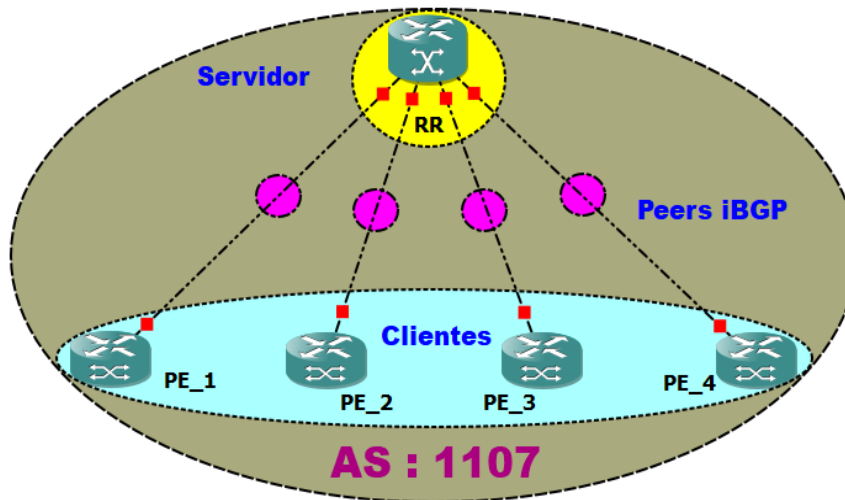 Servidor
RR
Peers iBGP
Clientes
PE_1
PE_2
PE_3
PE_4
AS : 1107